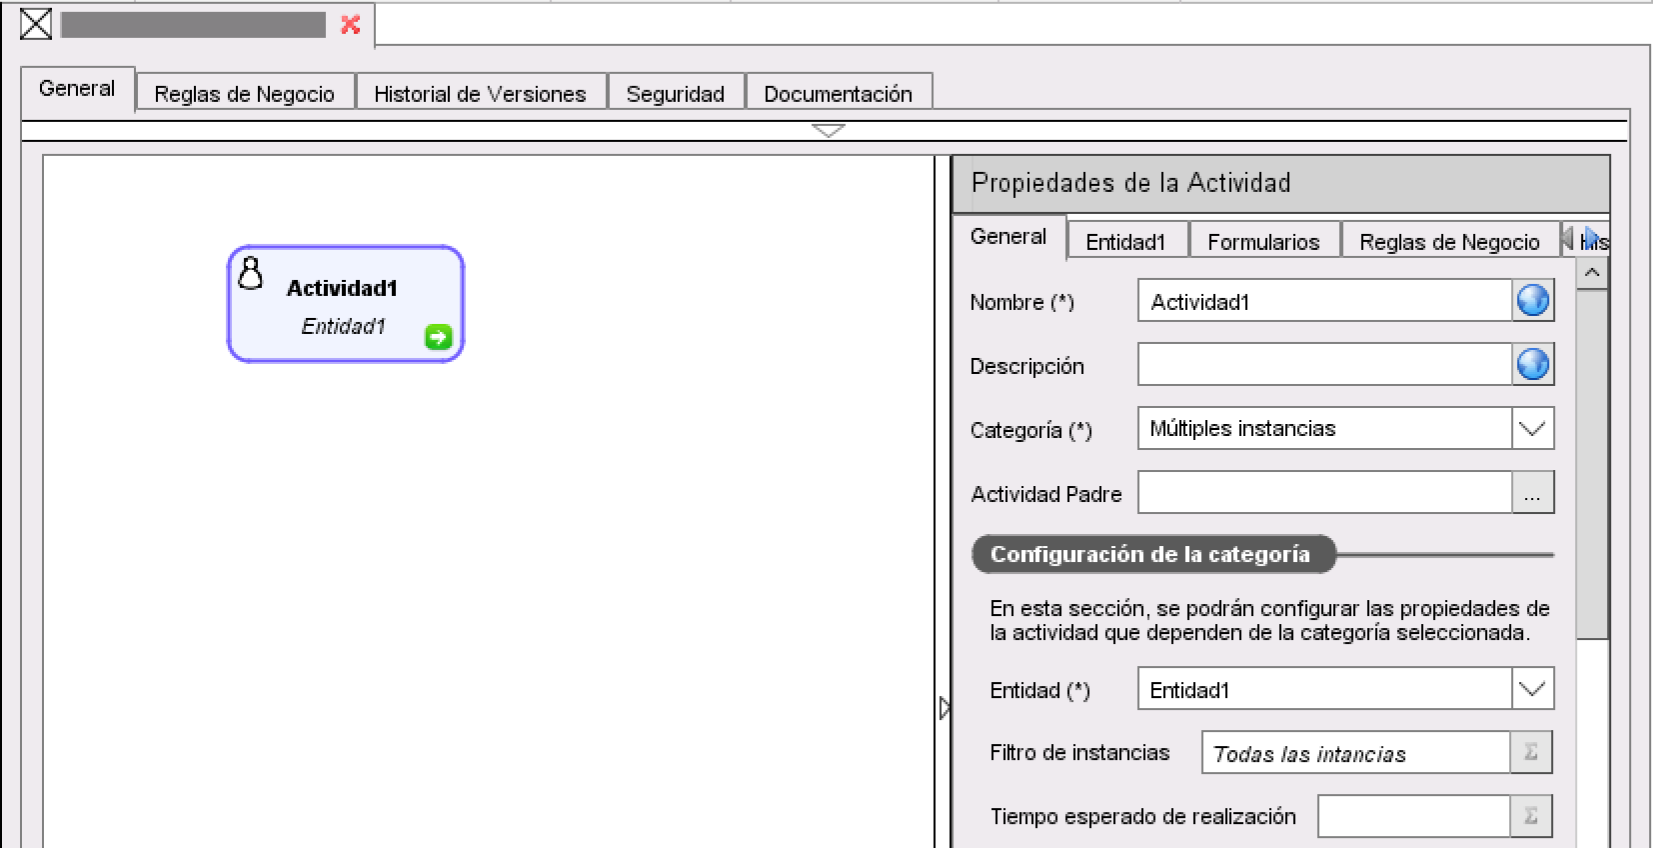 General
Reglas de Negocio
Historial de Versiones
Seguridad
Documentación
Actividad1
Entidad1
Propiedades de la Actividad
General
Entidad1
Formularios
Reglas de Negocio
His
Nombre (*)
Actividad1
Descripción
Categoría (*)
Múltiples instancias
Actividad Padre
...
Configuración de la categoría
En esta sección, se podrán configurar las propiedades de
la actividad que dependen de la categoría seleccionada.
Entidad (*)
Entidad1
Filtro de instancias
Todas las intancias
Σ
Tiempo esperado de realización
Σ